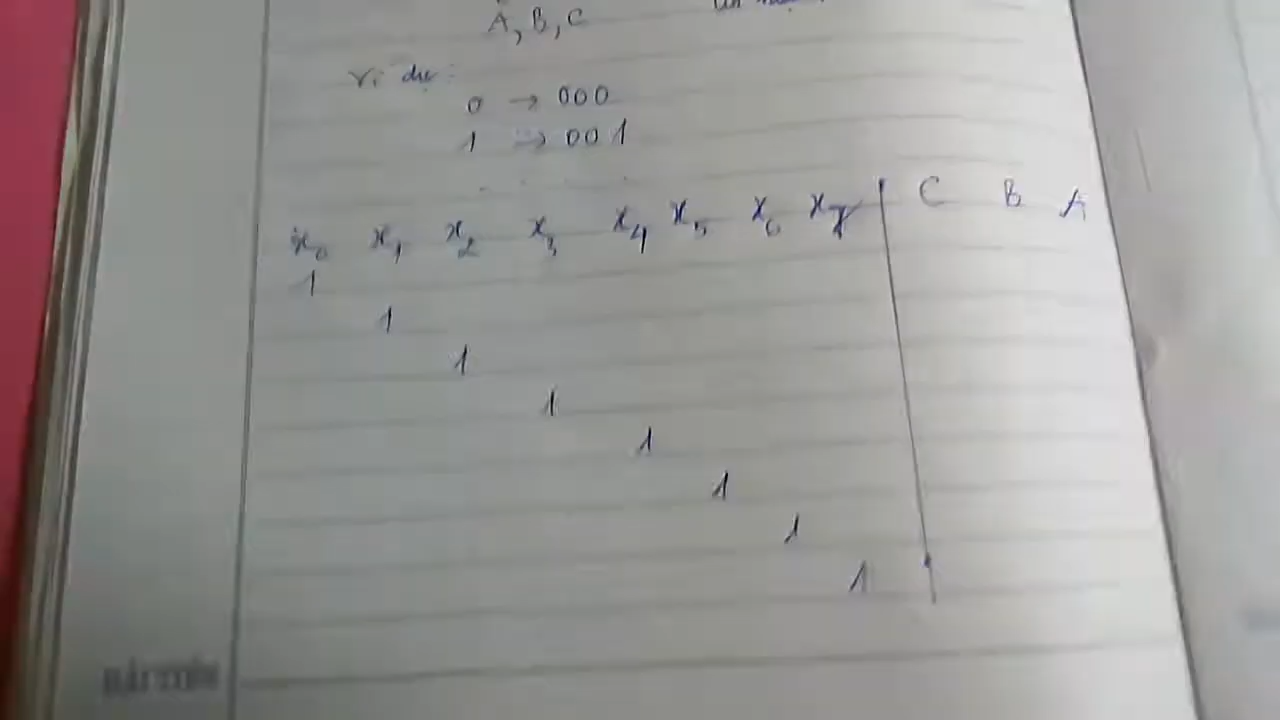 A, B, C
Ví dụ:
0 → 000
1 → 001
x₀ x₁ x₂ x₃ x₄ x₅ x₆ x₇ C B A
1
1
1
1
1
1
1
1